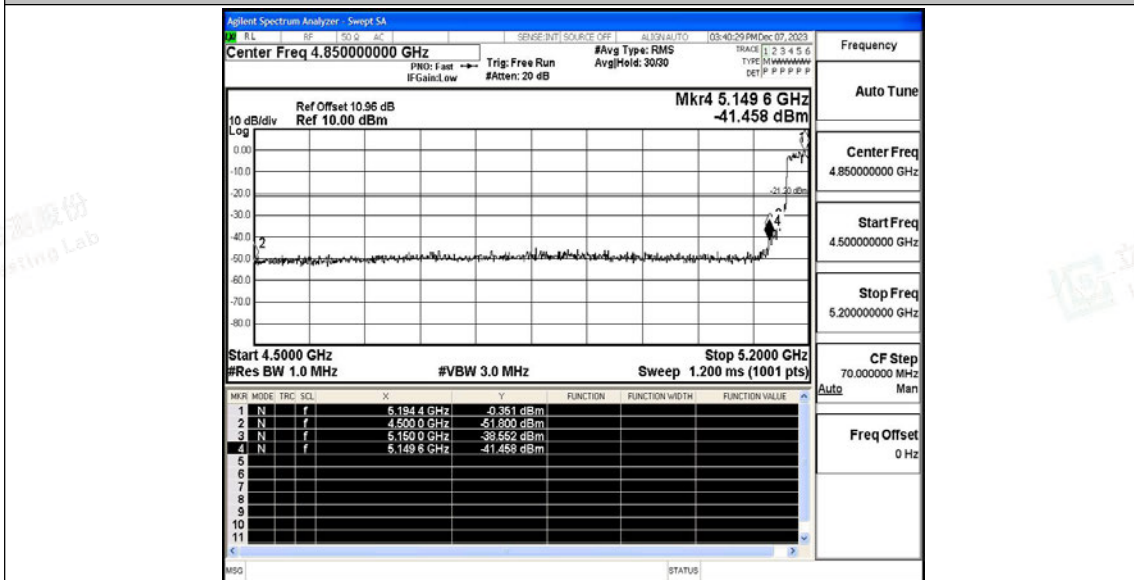 Agilent Spectrum Analyzer - Swept SA
RL RF 50 Ω AC SENSE:INT SOURCE OFF ALIGNAUTO 03:40:29 PM Dec 07, 2023
Center Freq 4.850000000 GHz
PNO: Fast
IFGain:Low
Trig: Free Run
#Atten: 20 dB
#Avg Type: RMS
Avg|Hold: 30/30
TRACE 1 2 3 4 5 6
TYPE M W W W W W
DET P P P P P P
Ref Offset 10.96 dB
10 dB/div Ref 10.00 dBm
Log
Mkr4 5.149 6 GHz
-41.458 dBm
0.00
-10.0
-20.0
-30.0
-40.0
-50.0
-60.0
-70.0
-80.0
2
4
Start 4.5000 GHz Stop 5.2000 GHz
#Res BW 1.0 MHz #VBW 3.0 MHz Sweep 1.200 ms (1001 pts)
MKR MODE TRC SCL X Y FUNCTION FUNCTION WIDTH FUNCTION VALUE
1 N f 5.194 4 GHz -0.351 dBm
2 N f 4.500 0 GHz -51.800 dBm
3 N f 5.150 0 GHz -38.552 dBm
4 N f 5.149 6 GHz -41.458 dBm
5
6
7
8
9
10
11
MSG STATUS
Frequency
Auto Tune
Center Freq
4.850000000 GHz
Start Freq
4.500000000 GHz
Stop Freq
5.200000000 GHz
CF Step
70.000000 MHz
Auto Man
Freq Offset
0 Hz
股份
Lab
立